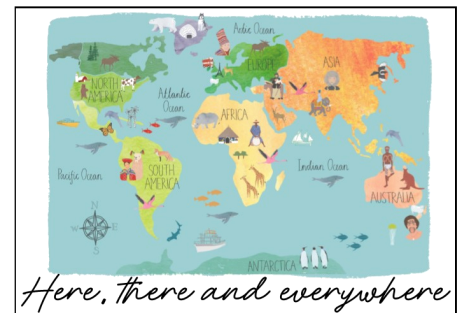 Arctic Ocean
EUROPE
ASIA
NORTH
AMERICA
Atlantic
Ocean
AFRICA
Pacific Ocean
SOUTH
AMERICA
Indian Ocean
AUSTRALIA
N
W
E
S
ANTARCTICA
Here, there and everywhere